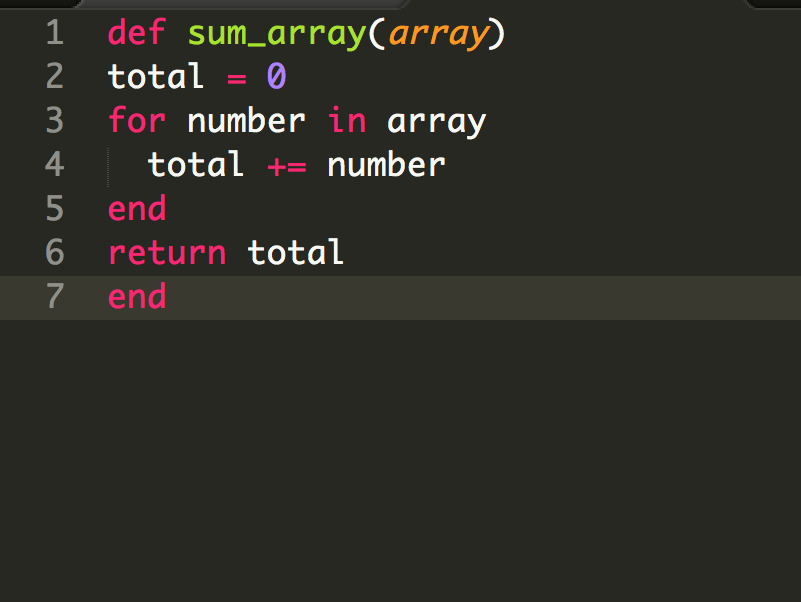 1 def sum_array(array)
2 total = 0
3 for number in array
4   total += number
5 end
6 return total
7 end